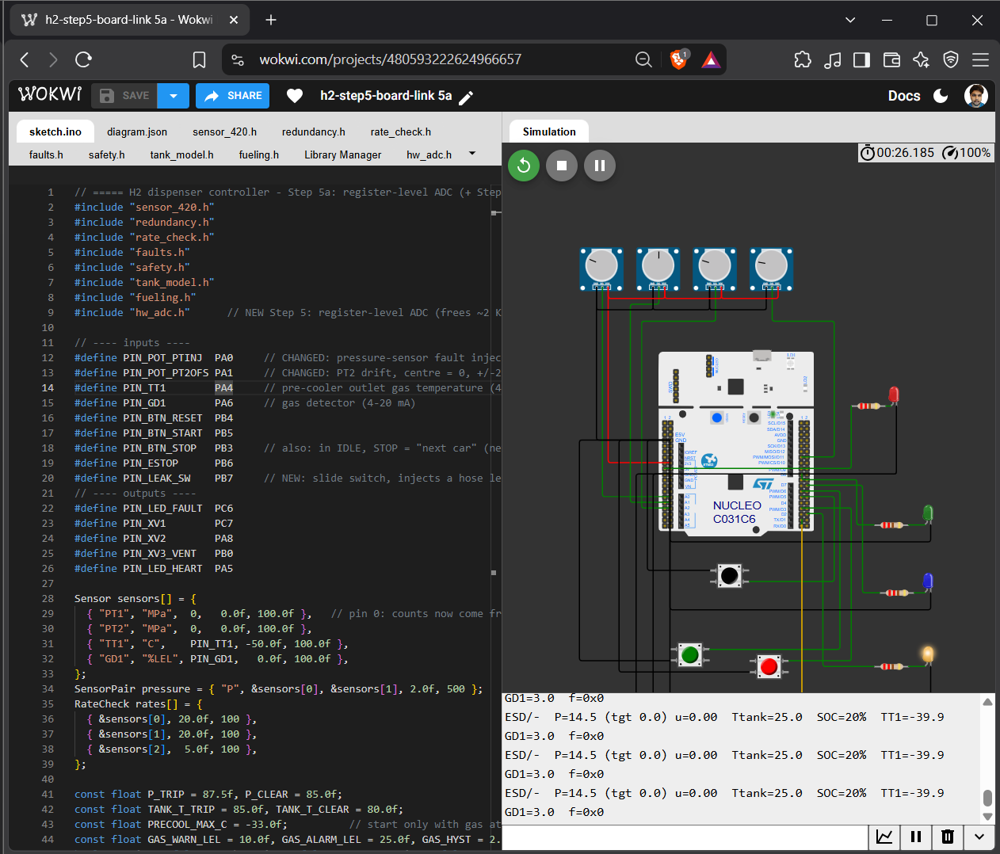 h2-step5-board-link 5a - Wokwi
wokwi.com/projects/480593222624966657
1
WOKWI
SAVE
SHARE
h2-step5-board-link 5a
Docs
sketch.ino
diagram.json
sensor_420.h
redundancy.h
rate_check.h
faults.h
safety.h
tank_model.h
fueling.h
Library Manager
hw_adc.h
Simulation
00:26.185
100%
1 // ===== H2 dispenser controller - Step 5a: register-level ADC (+ Step
2 #include "sensor_420.h"
3 #include "redundancy.h"
4 #include "rate_check.h"
5 #include "faults.h"
6 #include "safety.h"
7 #include "tank_model.h"
8 #include "fueling.h"
9 #include "hw_adc.h" // NEW Step 5: register-level ADC (frees ~2 K
10
11 // ---- inputs ----
12 #define PIN_POT_PTINJ PA0 // CHANGED: pressure-sensor fault injec
13 #define PIN_POT_PT2OFS PA1 // CHANGED: PT2 drift, centre = 0, +/-2
14 #define PIN_TT1 PA4 // pre-cooler outlet gas temperature (4
15 #define PIN_GD1 PA6 // gas detector (4-20 mA)
16 #define PIN_BTN_RESET PB4
17 #define PIN_BTN_START PB5
18 #define PIN_BTN_STOP PB3 // also: in IDLE, STOP = "next car" (ne
19 #define PIN_ESTOP PB6
20 #define PIN_LEAK_SW PB7 // NEW: slide switch, injects a hose le
21 // ---- outputs ----
22 #define PIN_LED_FAULT PC6
23 #define PIN_XV1 PC7
24 #define PIN_XV2 PA8
25 #define PIN_XV3_VENT PB0
26 #define PIN_LED_HEART PA5
27
28 Sensor sensors[] = {
29 { "PT1", "MPa", 0, 0.0f, 100.0f }, // pin 0: counts now come fr
30 { "PT2", "MPa", 0, 0.0f, 100.0f },
31 { "TT1", "C", PIN_TT1, -50.0f, 100.0f },
32 { "GD1", "%LEL", PIN_GD1, 0.0f, 100.0f },
33 };
34 SensorPair pressure = { "P", &sensors[0], &sensors[1], 2.0f, 500 };
35 RateCheck rates[] = {
36 { &sensors[0], 20.0f, 100 },
37 { &sensors[1], 20.0f, 100 },
38 { &sensors[2], 5.0f, 100 },
39 };
40
41 const float P_TRIP = 87.5f, P_CLEAR = 85.0f;
42 const float TANK_T_TRIP = 85.0f, TANK_T_CLEAR = 80.0f;
43 const float PRECOOL_MAX_C = -33.0f; // start only with gas at
44 const float GAS_WARN_LEL = 10.0f, GAS_ALARM_LEL = 25.0f, GAS_HYST = 2.
NUCLEO
C031C6
GD1=3.0 f=0x0
ESD/- P=14.5 (tgt 0.0) u=0.00 Ttank=25.0 SOC=20% TT1=-39.9
GD1=3.0 f=0x0
ESD/- P=14.5 (tgt 0.0) u=0.00 Ttank=25.0 SOC=20% TT1=-39.9
GD1=3.0 f=0x0
ESD/- P=14.5 (tgt 0.0) u=0.00 Ttank=25.0 SOC=20% TT1=-39.9
GD1=3.0 f=0x0